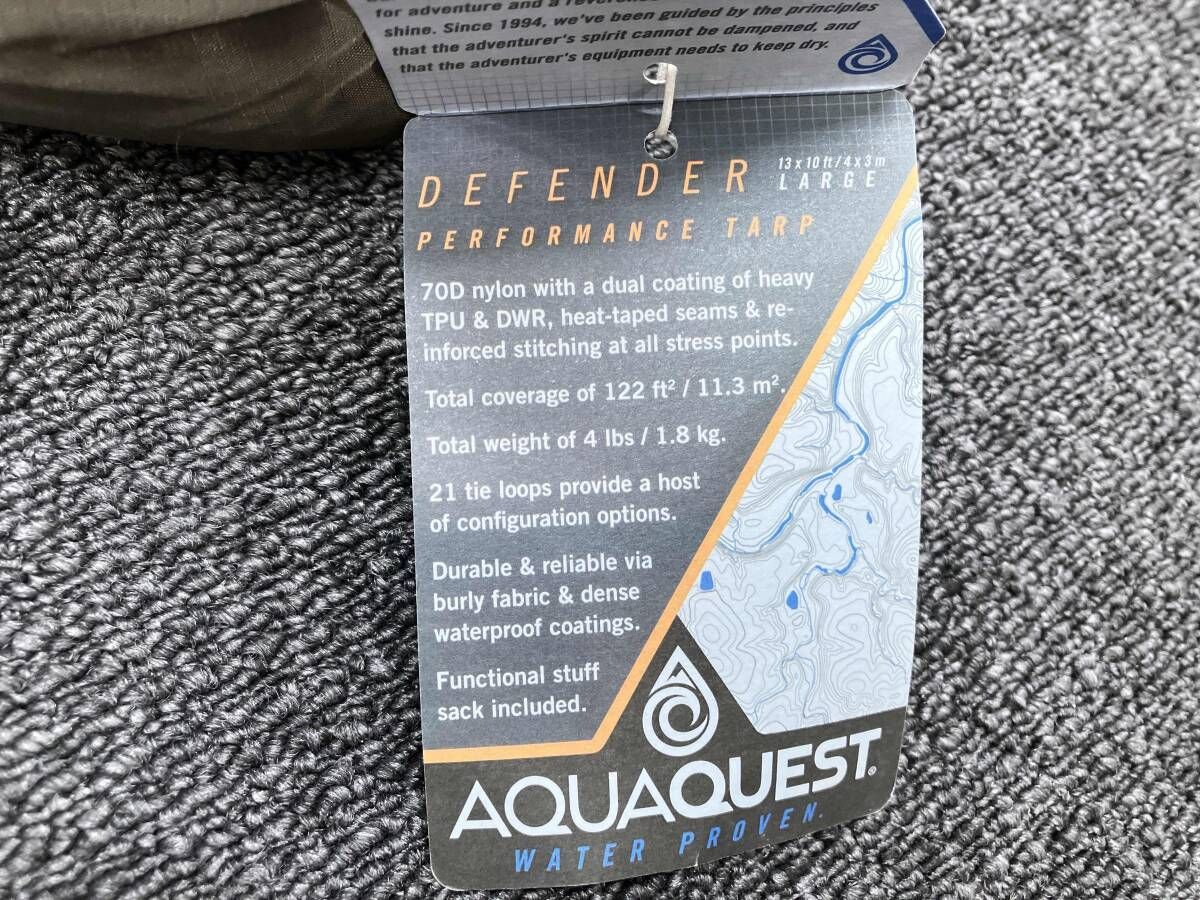 for adventure and a
shine. Since 1994, we've been guided by the principles
that the adventurer's spirit cannot be dampened, and
that the adventurer's equipment needs to keep dry.
DEFENDER
13 x 10 ft / 4 x 3 m
LARGE
PERFORMANCE TARP
70D nylon with a dual coating of heavy
TPU & DWR, heat-taped seams & re-
inforced stitching at all stress points.
Total coverage of 122 ft² / 11.3 m².
Total weight of 4 lbs / 1.8 kg.
21 tie loops provide a host
of configuration options.
Durable & reliable via
burly fabric & dense
waterproof coatings.
Functional stuff
sack included.
AQUAQUEST®
WATER PROVEN.